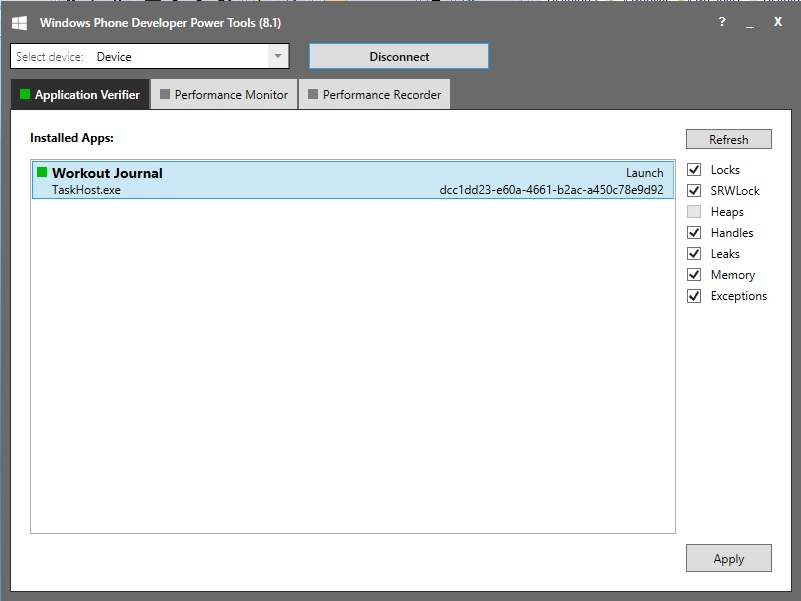 Windows Phone Developer Power Tools (8.1)
? _ X
Select device: Device
Disconnect
Application Verifier
Performance Monitor
Performance Recorder
Installed Apps:
Refresh
Workout Journal
Launch
TaskHost.exe
dcc1dd23-e60a-4661-b2ac-a450c78e9d92
Locks
SRWLock
Heaps
Handles
Leaks
Memory
Exceptions
Apply